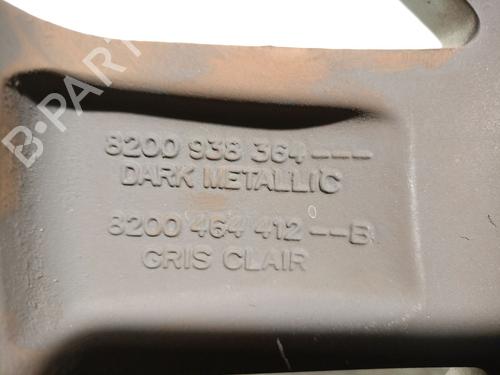 8200 938 364---
DARK METALLIC
8200 464 412--B
GRIS CLAIR
B-PARTS